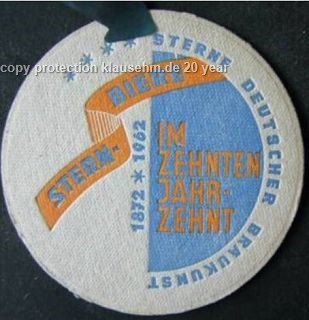 copy protection klausehm.de 20 year
★ ★ ★ ★ STERNE DEUTSCHER BRAUKUNST
STERN-
BIERE
1872 ★ 1962
IM
ZEHNTEN
JAHR-
ZEHNT